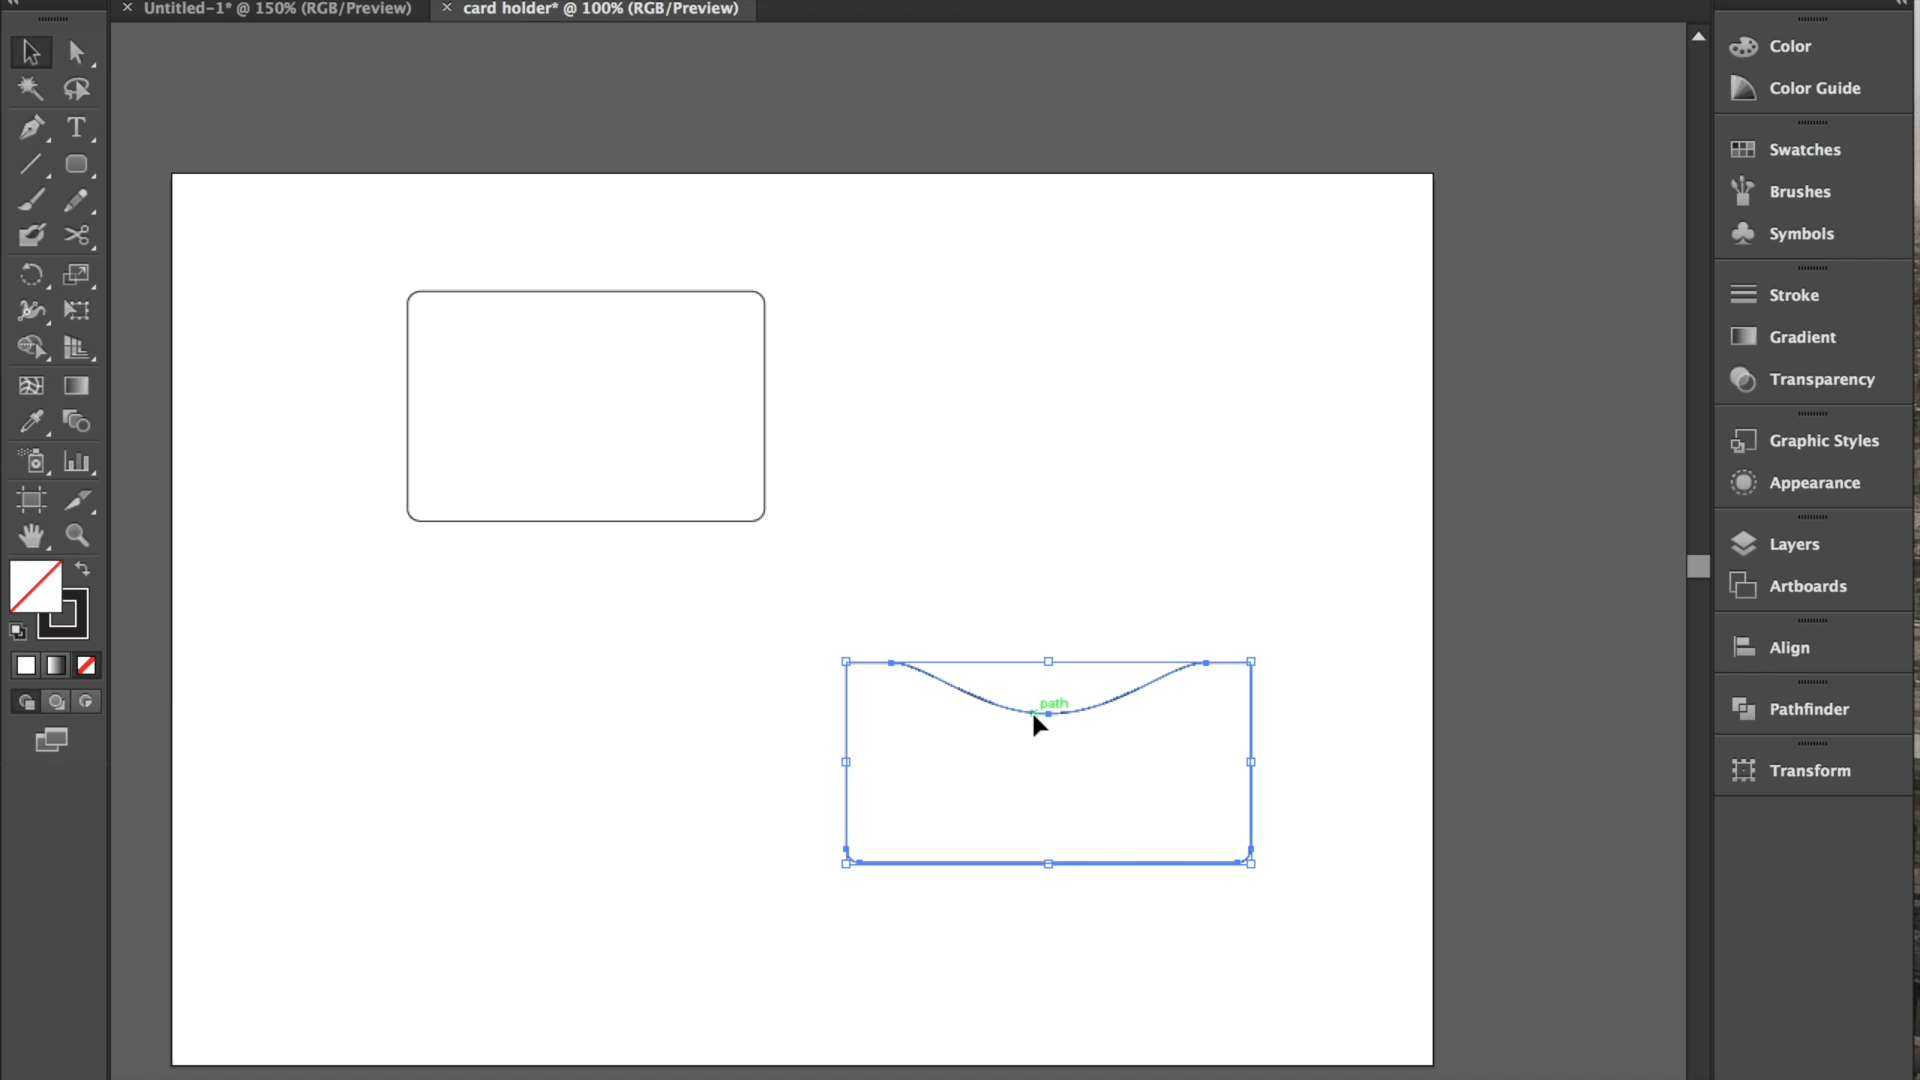 Untitled-1* @ 150% (RGB/Preview)
card holder* @ 100% (RGB/Preview)
Color
Color Guide
Swatches
Brushes
Symbols
Stroke
Gradient
Transparency
Graphic Styles
Appearance
Layers
Artboards
Align
Pathfinder
Transform
path